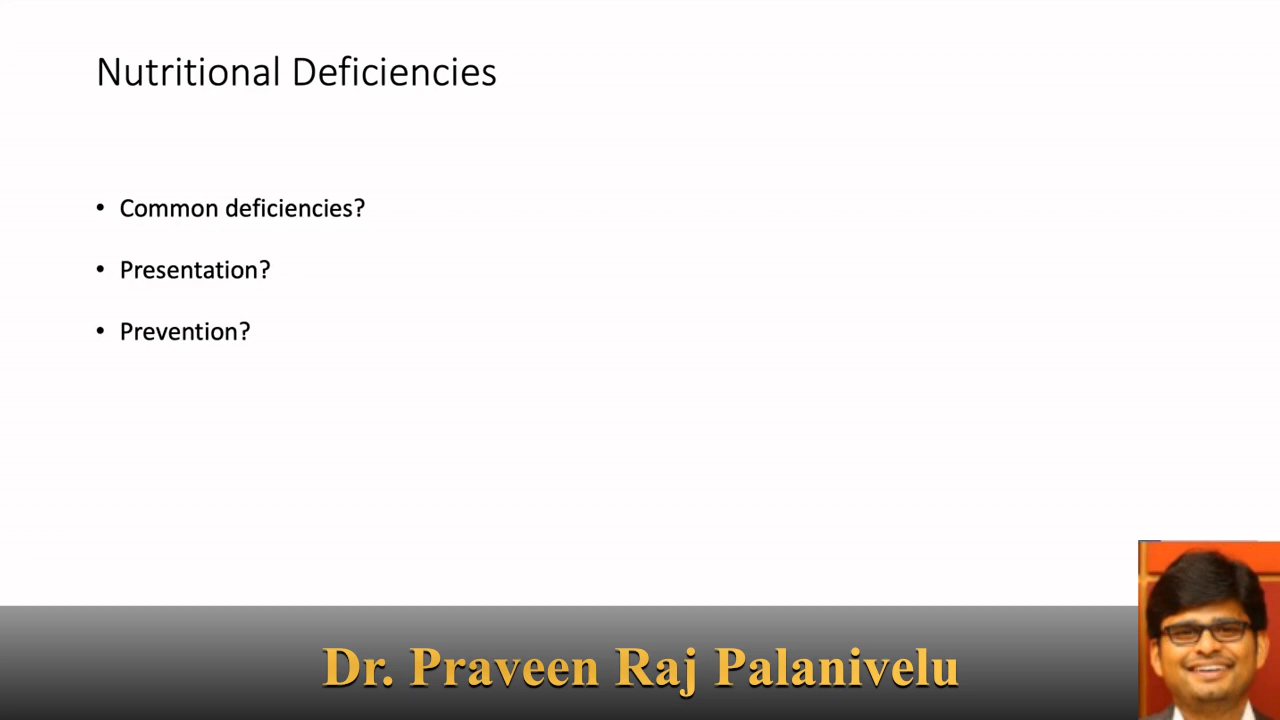 Nutritional Deficiencies
• Common deficiencies?
• Presentation?
• Prevention?
Dr. Praveen Raj Palanivelu